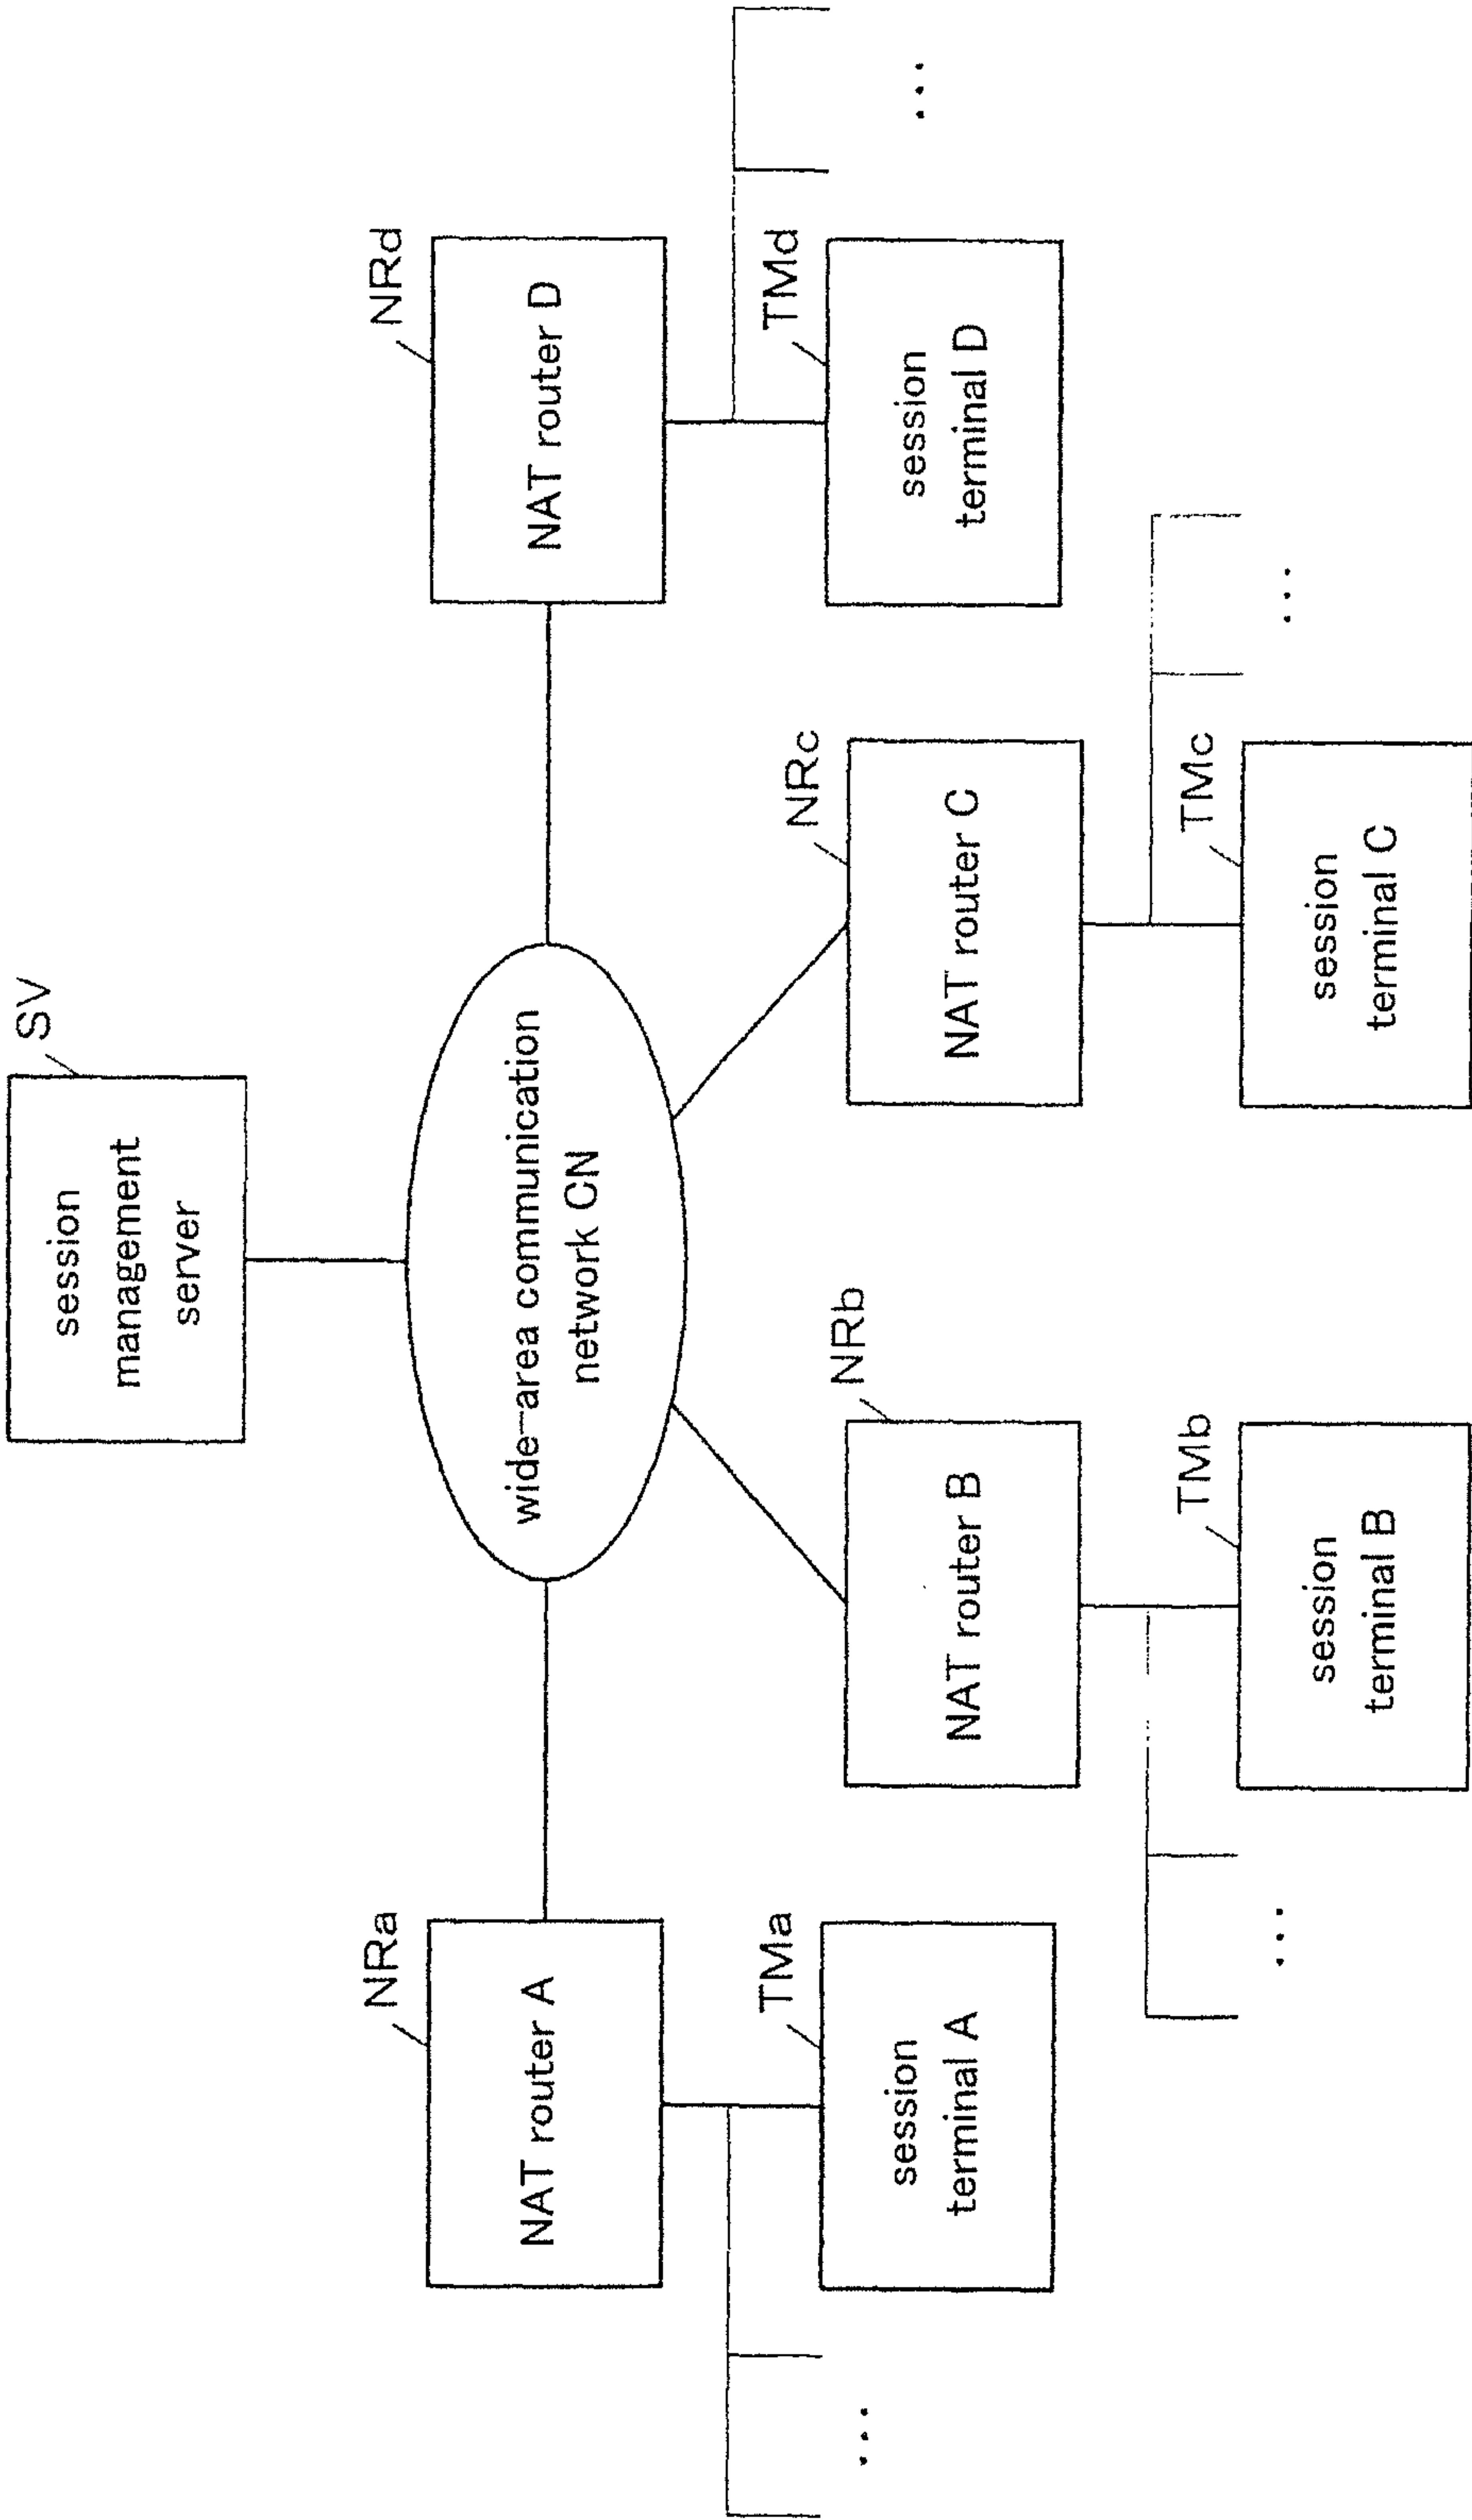 SV
session
management
server
wide-area communication
network CN
NRa
NAT router A
TMa
session
terminal A
...
NRb
NAT router B
TMb
session
terminal B
...
NRc
NAT router C
TMc
session
terminal C
...
NRd
NAT router D
TMd
session
terminal D
...